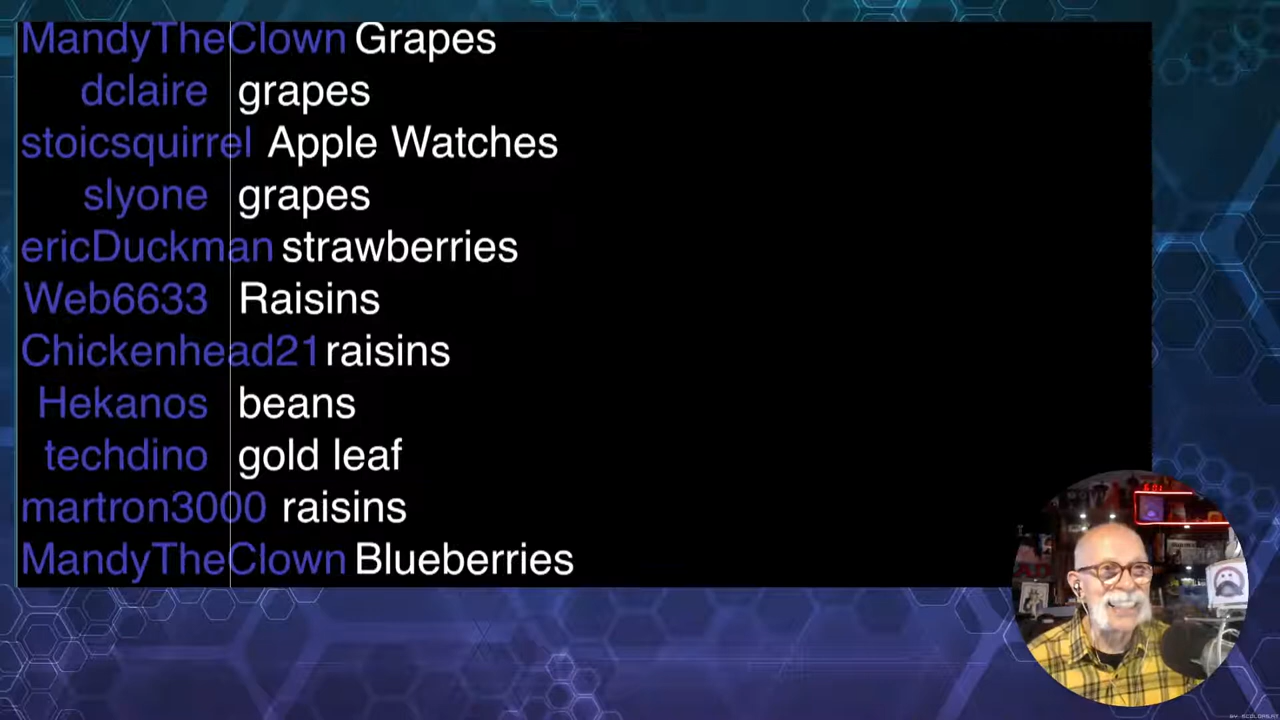 MandyTheClown Grapes
dclaire grapes
stoicsquirrel Apple Watches
slyone grapes
ericDuckman strawberries
Web6633 Raisins
Chickenhead21 raisins
Hekanos beans
techdino gold leaf
martron3000 raisins
MandyTheClown Blueberries